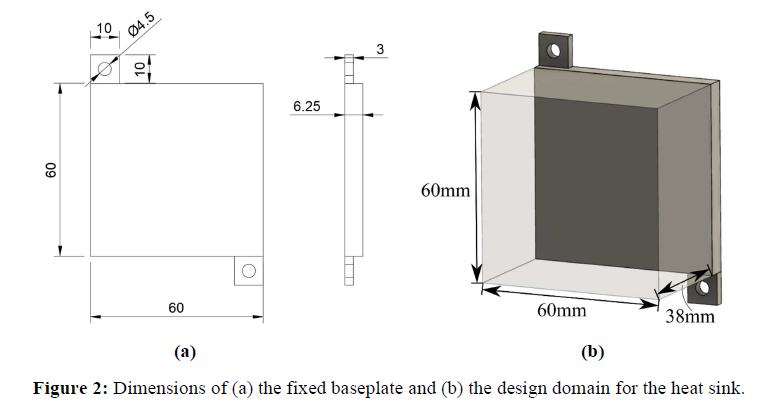 10
Ø4.5
10
3
6.25
60
60
(a)
60mm
60mm
38mm
(b)
Figure 2: Dimensions of (a) the fixed baseplate and (b) the design domain for the heat sink.